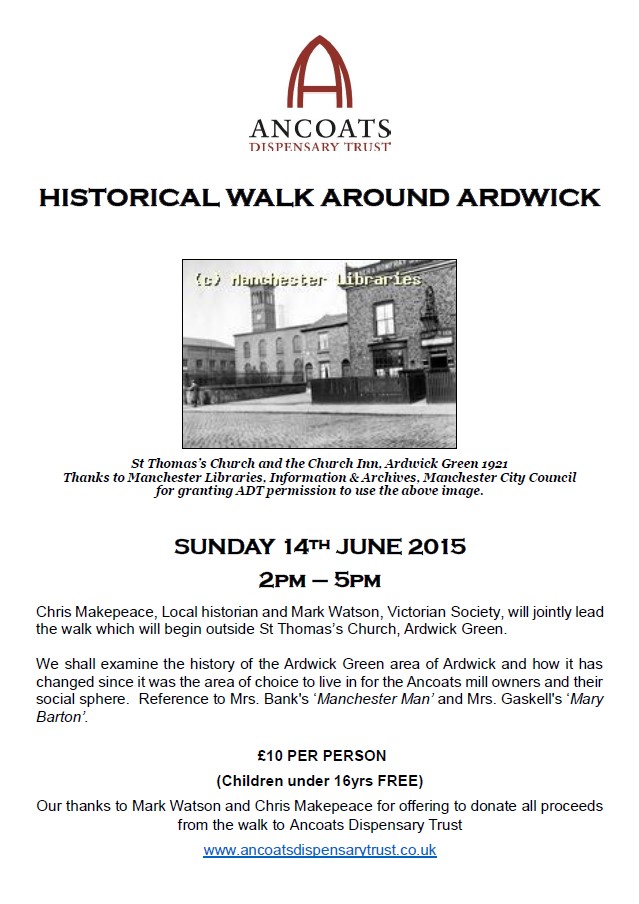 ANCOATS
DISPENSARY TRUST
HISTORICAL WALK AROUND ARDWICK
(c) Manchester Libraries
St Thomas's Church and the Church Inn, Ardwick Green 1921
Thanks to Manchester Libraries, Information & Archives, Manchester City Council
for granting ADT permission to use the above image.
SUNDAY 14TH JUNE 2015
2PM – 5PM
Chris Makepeace, Local historian and Mark Watson, Victorian Society, will jointly lead
the walk which will begin outside St Thomas's Church, Ardwick Green.
We shall examine the history of the Ardwick Green area of Ardwick and how it has
changed since it was the area of choice to live in for the Ancoats mill owners and their
social sphere. Reference to Mrs. Bank's 'Manchester Man' and Mrs. Gaskell's 'Mary
Barton'.
£10 PER PERSON
(Children under 16yrs FREE)
Our thanks to Mark Watson and Chris Makepeace for offering to donate all proceeds
from the walk to Ancoats Dispensary Trust
www.ancoatsdispensarytrust.co.uk